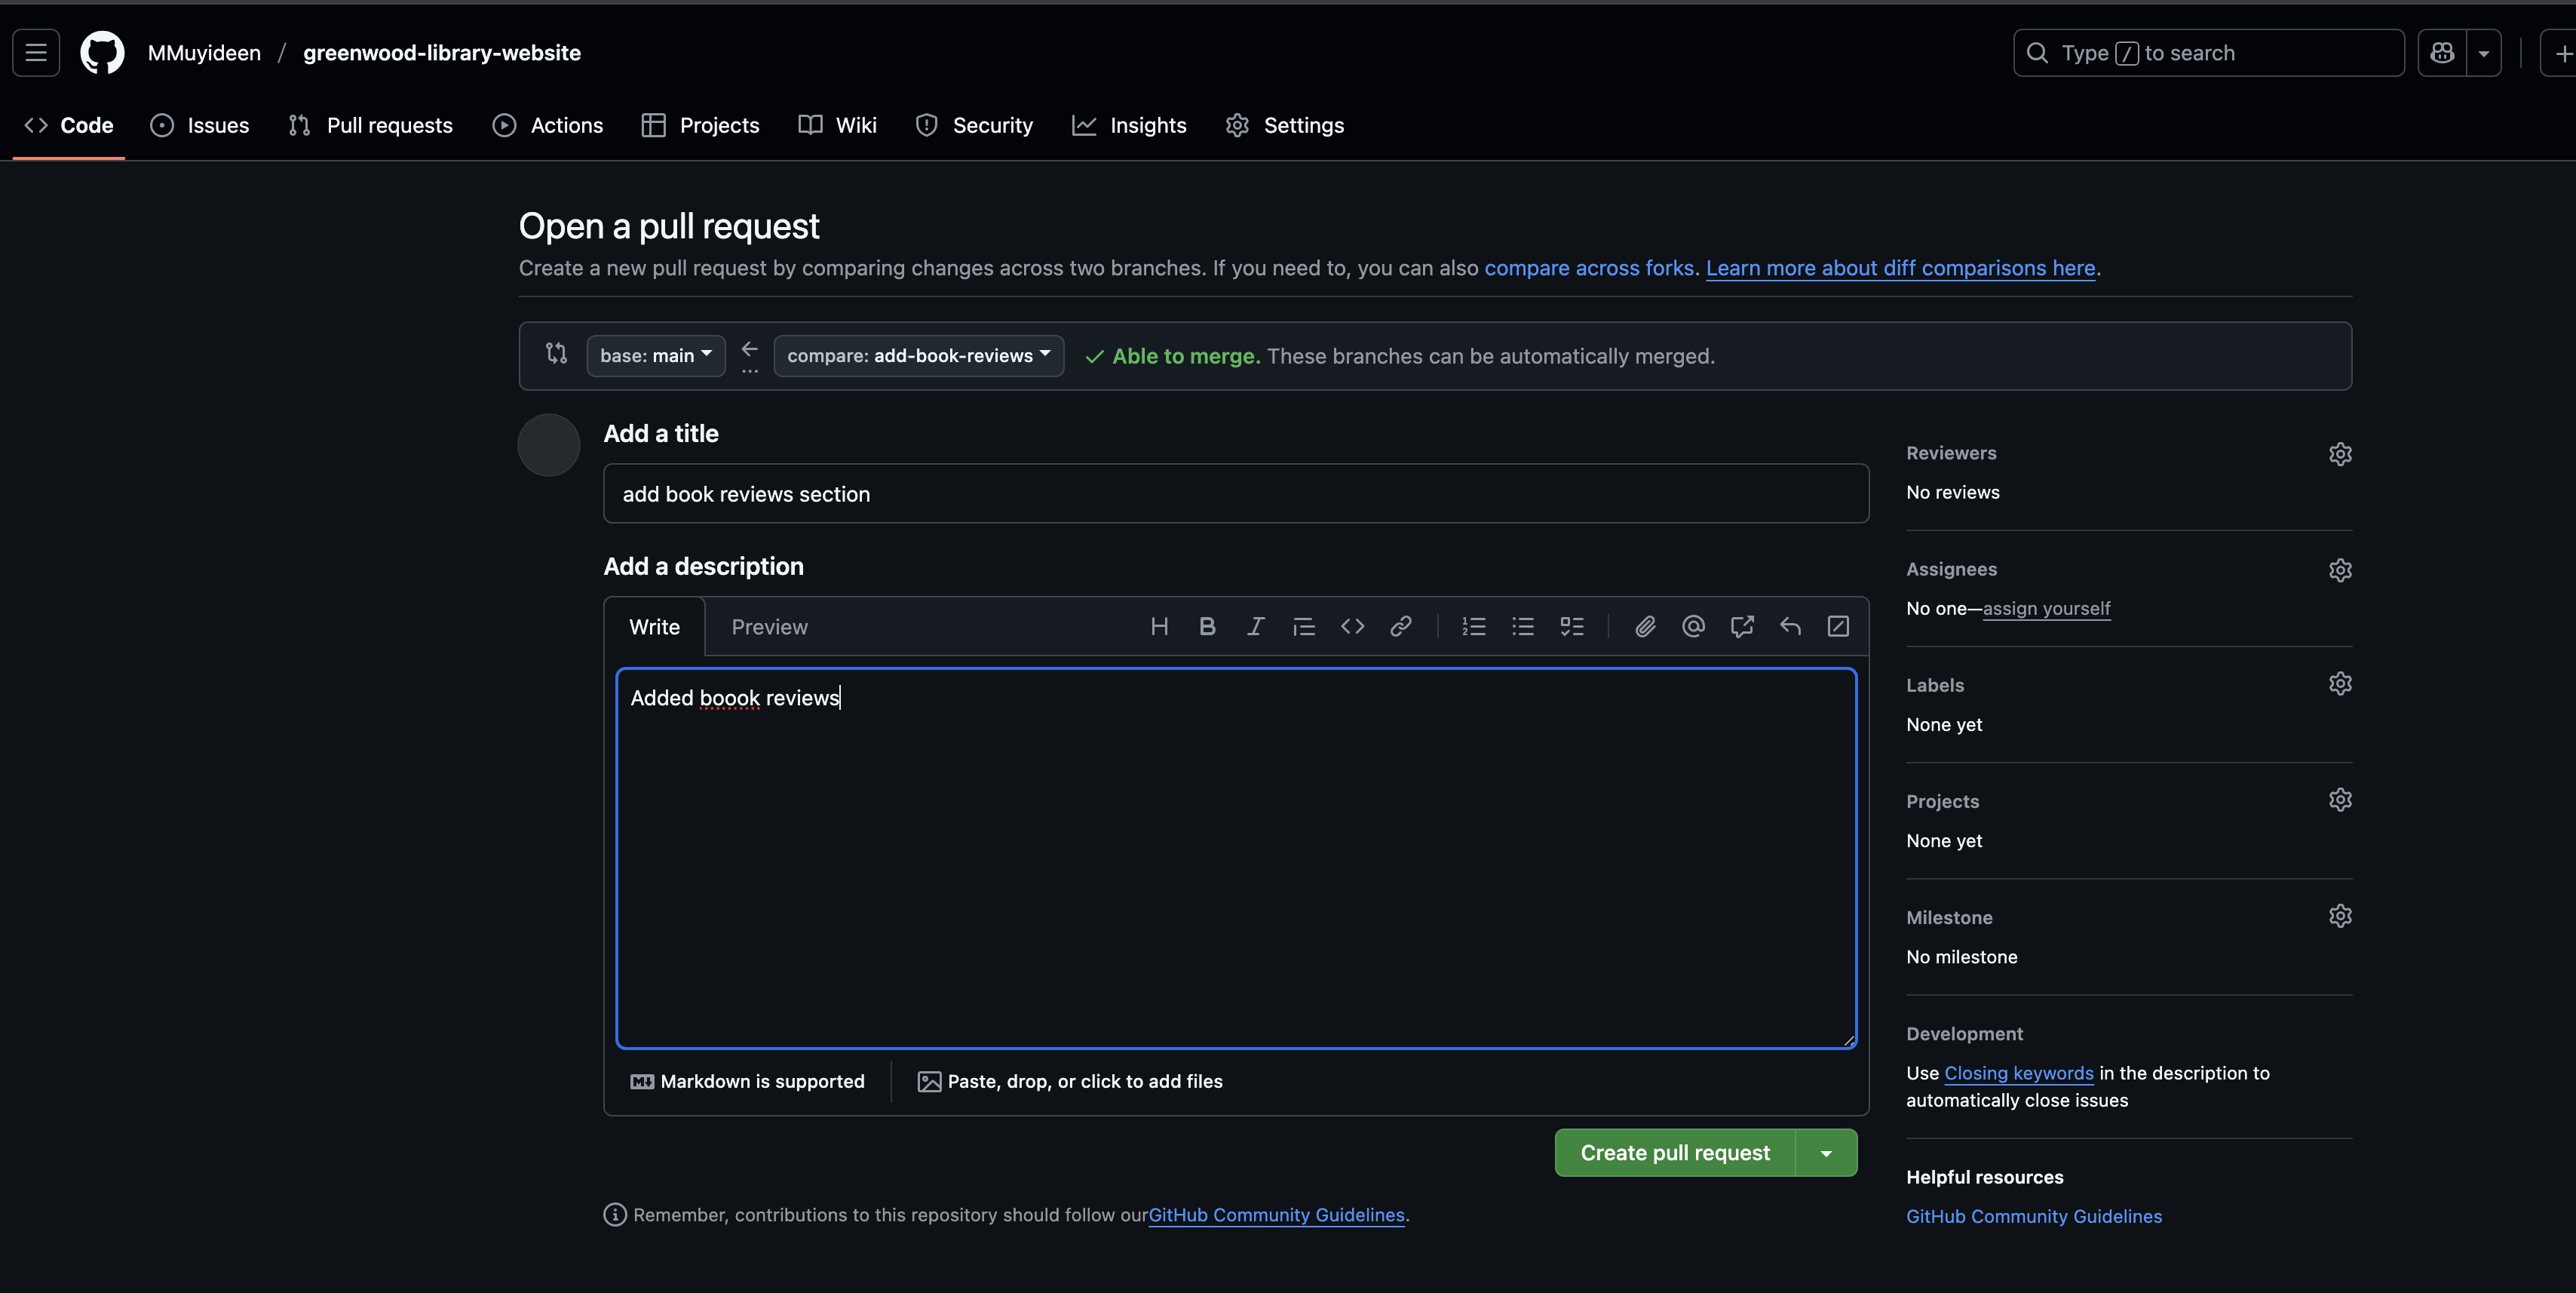 MMuyideen / greenwood-library-website
Type / to search
Code Issues Pull requests Actions Projects Wiki Security Insights Settings
Open a pull request
Create a new pull request by comparing changes across two branches. If you need to, you can also compare across forks. Learn more about diff comparisons here.
base: main
compare: add-book-reviews
Able to merge. These branches can be automatically merged.
Add a title
add book reviews section
Add a description
Write Preview
Added boook reviews
Markdown is supported
Paste, drop, or click to add files
Create pull request
Remember, contributions to this repository should follow ourGitHub Community Guidelines.
Reviewers
No reviews
Assignees
No one—assign yourself
Labels
None yet
Projects
None yet
Milestone
No milestone
Development
Use Closing keywords in the description to
automatically close issues
Helpful resources
GitHub Community Guidelines